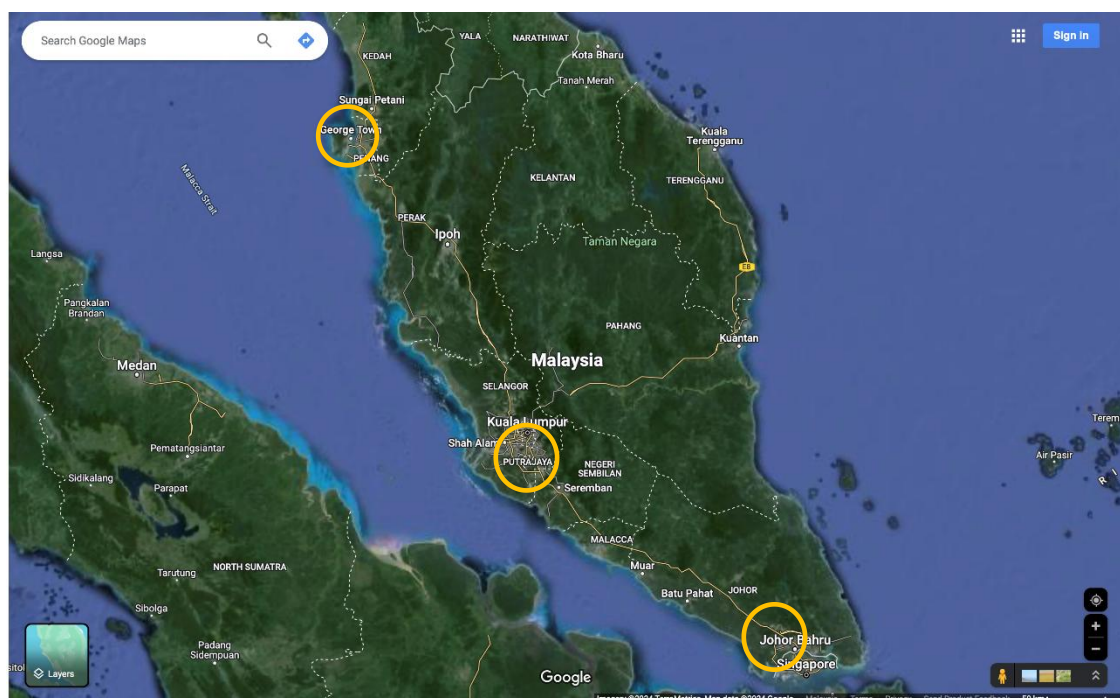 Search Google Maps
Sign in
YALA
NARATHIWAT
KEDAH
Kota Bharu
Tanah Merah
Sungai Petani
George Town
PENANG
Kuala
Terengganu
Malacca Strait
KELANTAN
TERENGGANU
PERAK
Ipoh
Taman Negara
Langsa
E8
Pangkalan
Brandan
PAHANG
Kuantan
Malaysia
Medan
SELANGOR
Kuala Lumpur
Shah Alam
PUTRAJAYA
NEGERI
SEMBILAN
Seremban
Pematangsiantar
Air Pasir
Sidikalang
Parapat
MALACCA
Muar
NORTH SUMATRA
Tarutung
Batu Pahat
JOHOR
Sibolga
Johor Bahru
Singapore
Padang
Sidempuan
Layers
Google